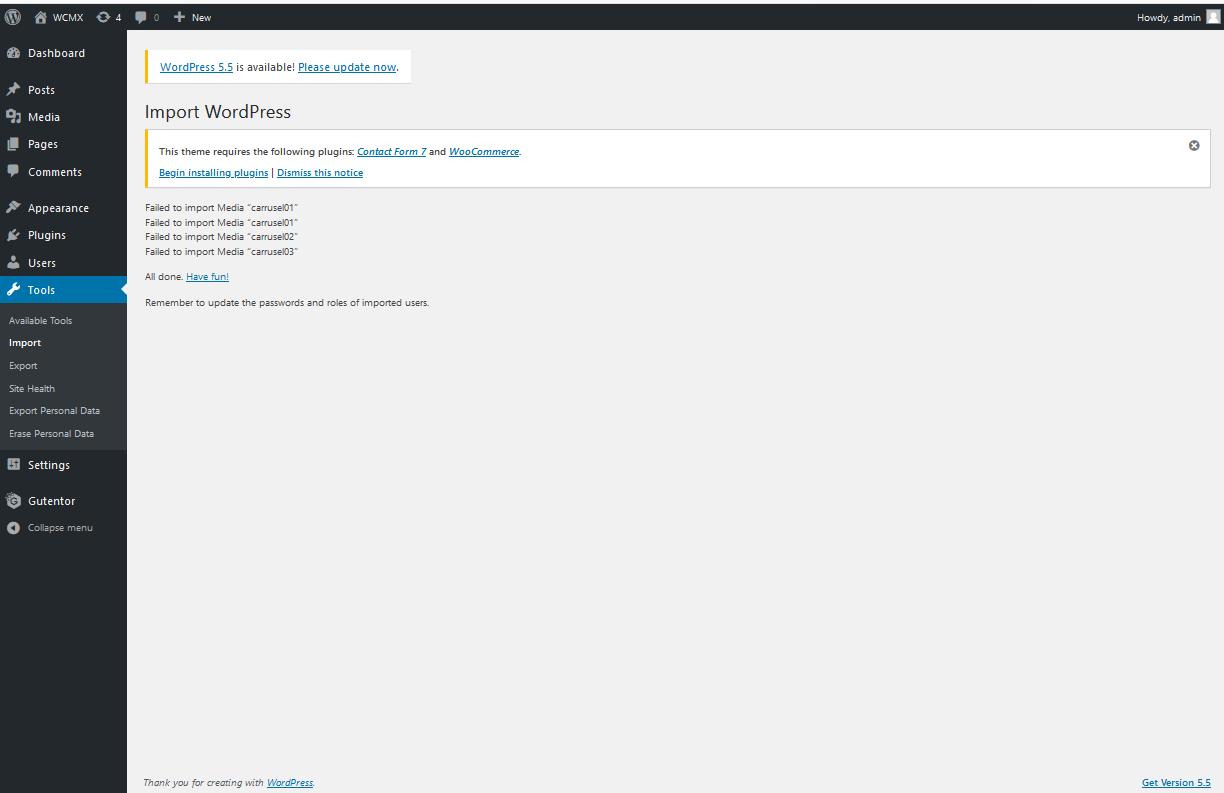 WCMX 4 0 New Howdy, admin
Dashboard
Posts
Media
Pages
Comments
Appearance
Plugins
Users
Tools
Available Tools
Import
Export
Site Health
Export Personal Data
Erase Personal Data
Settings
Gutentor
Collapse menu
WordPress 5.5 is available! Please update now.
Import WordPress
This theme requires the following plugins: Contact Form 7 and WooCommerce.
Begin installing plugins | Dismiss this notice
Failed to import Media “carrusel01”
Failed to import Media “carrusel01”
Failed to import Media “carrusel02”
Failed to import Media “carrusel03”
All done. Have fun!
Remember to update the passwords and roles of imported users.
Thank you for creating with WordPress.
Get Version 5.5